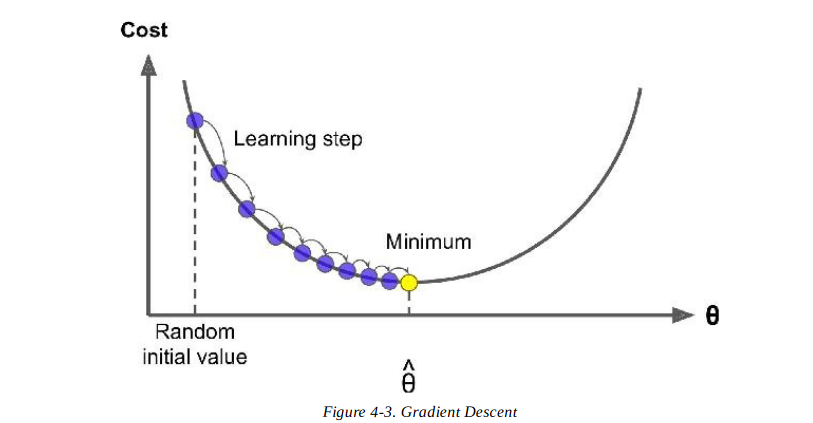 Cost
Learning step
Minimum
θ
Random
initial value
θ̂
Figure 4-3. Gradient Descent